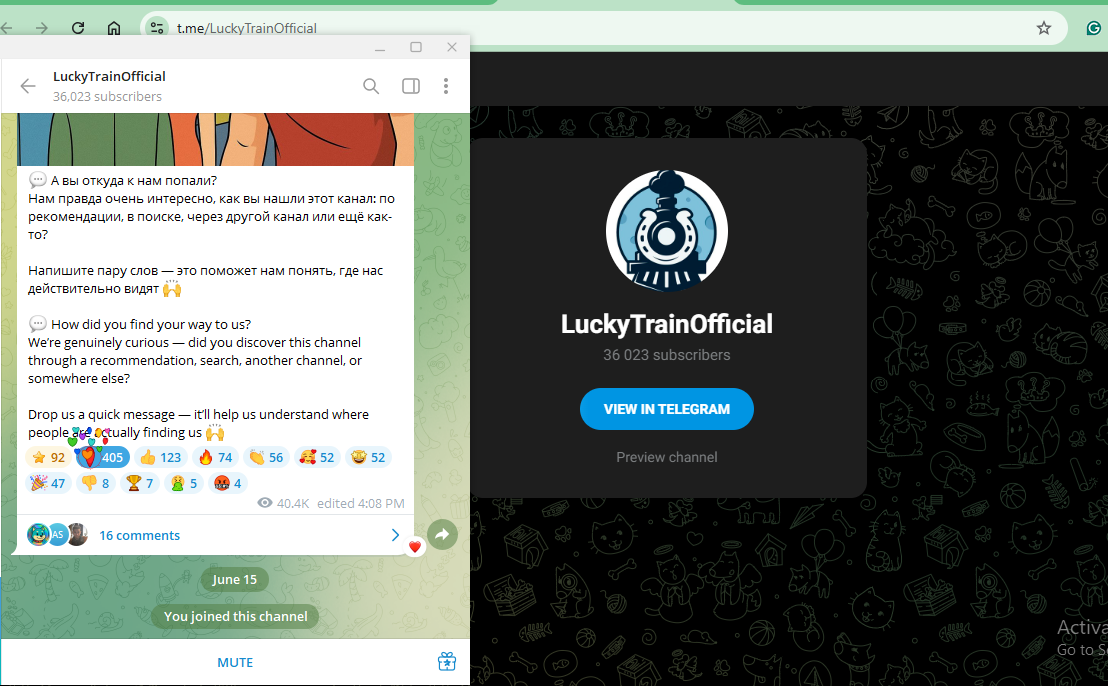 t.me/LuckyTrainOfficial
LuckyTrainOfficial
36,023 subscribers
💬 А вы откуда к нам попали?
Нам правда очень интересно, как вы нашли этот канал: по
рекомендации, в поиске, через другой канал или ещё как-
то?
Напишите пару слов — это поможет нам понять, где нас
действительно видят 🙌
💬 How did you find your way to us?
We're genuinely curious — did you discover this channel
through a recommendation, search, another channel, or
somewhere else?
Drop us a quick message — it'll help us understand where
people are actually finding us 🙌
⭐ 92 ❤️ 405 👍 123 🔥 74 👏 56 🥰 52 🤩 52
🎉 47 👎 8 🏆 7 🤮 5 🤬 4
40.4K edited 4:08 PM
AS 16 comments
June 15
You joined this channel
MUTE
LuckyTrainOfficial
36 023 subscribers
VIEW IN TELEGRAM
Preview channel